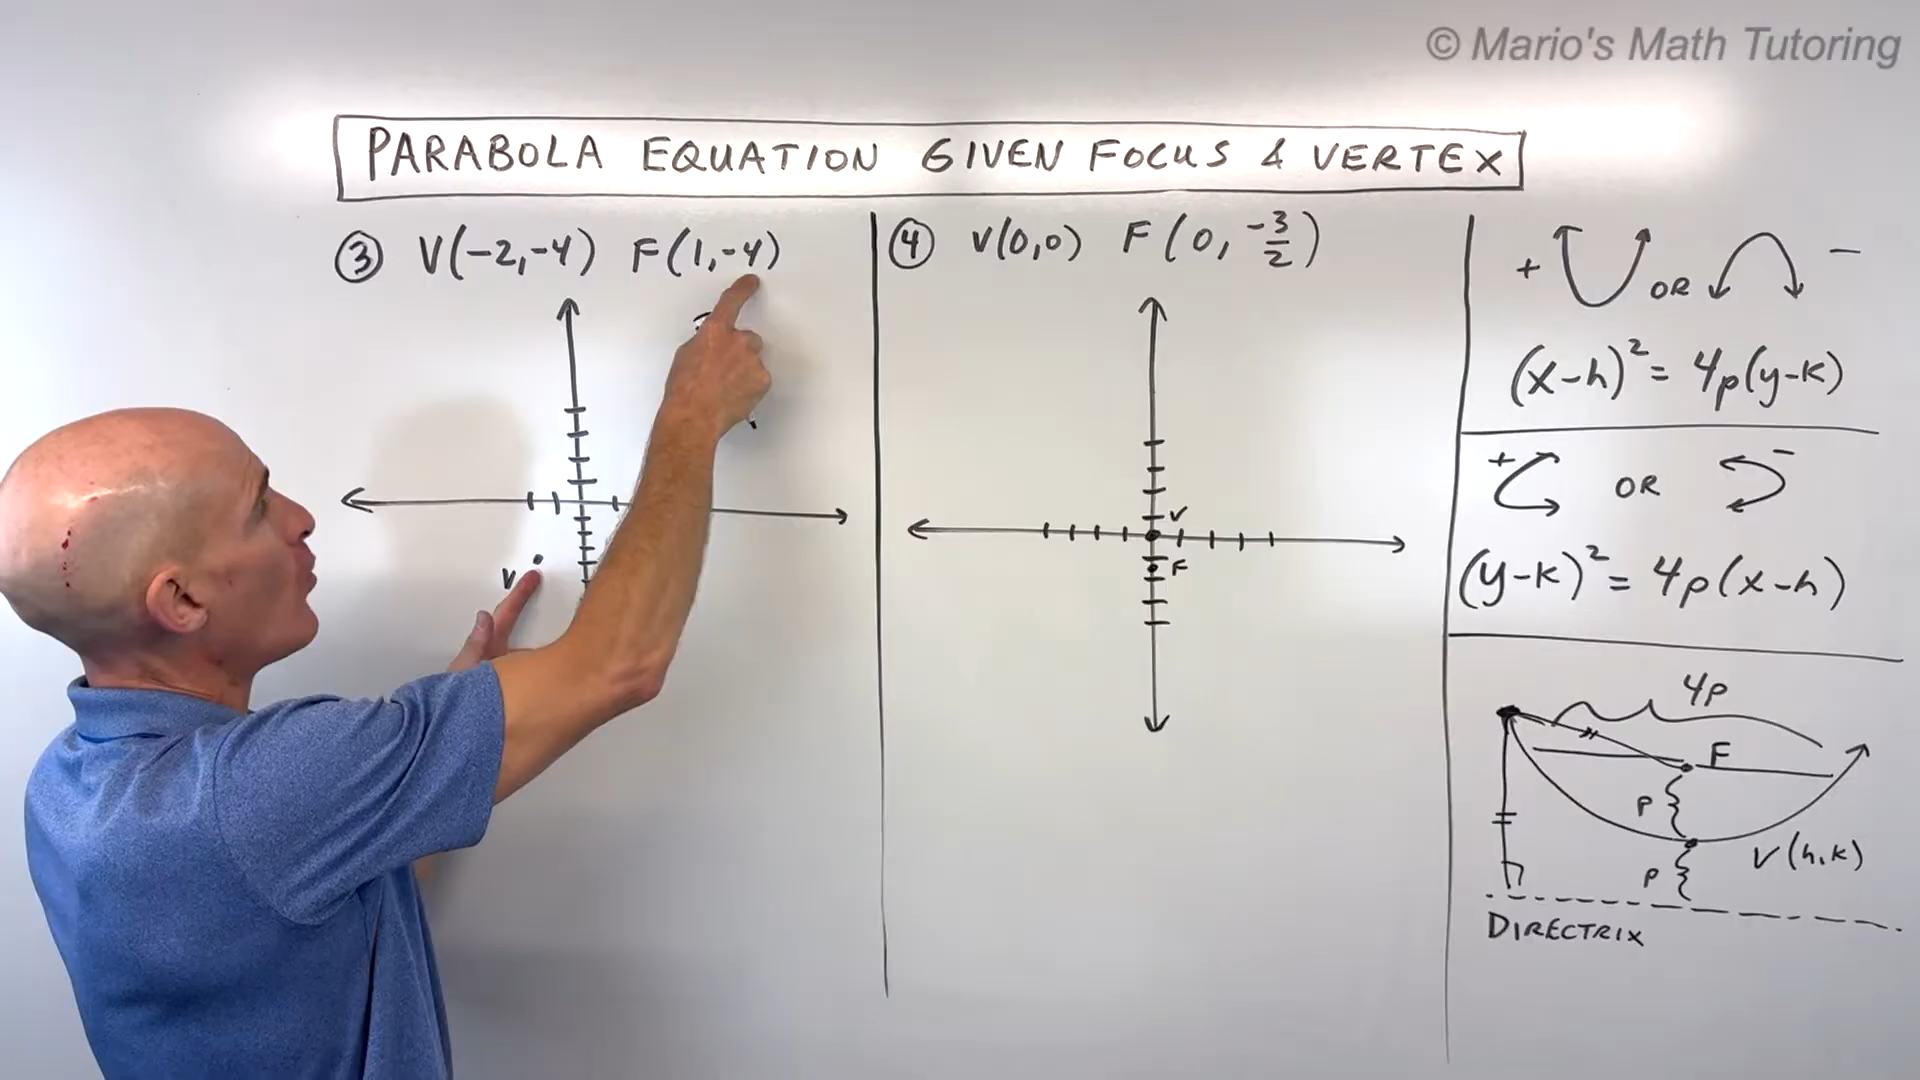 © Mario's Math Tutoring
PARABOLA EQUATION GIVEN FOCUS & VERTEX
③ V(-2,-4) F(1,-4)
V
④ V(0,0) F(0, -3/2)
V
F
+ OR -
(x-h)²= 4p(y-k)
+ OR -
(y-k)²= 4p(x-h)
4p
F
P
V(h,k)
P
DIRECTRIX